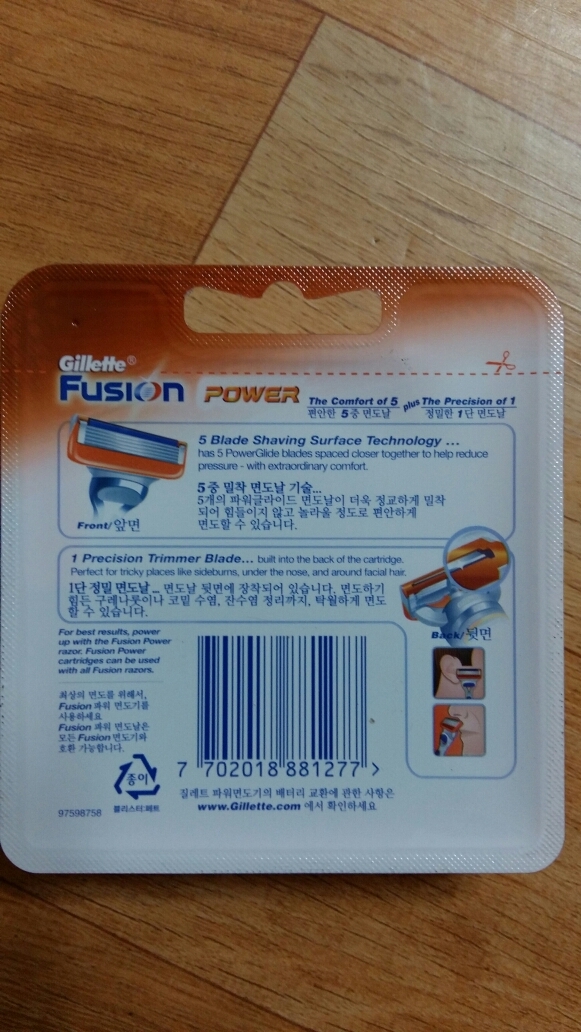 Gillette®
FUSION POWER The Comfort of 5 plus The Precision of 1
편안한 5중 면도날 정밀한 1단 면도날
5 Blade Shaving Surface Technology ...
has 5 PowerGlide blades spaced closer together to help reduce
pressure - with extraordinary comfort.
5중 밀착 면도날 기술...
5개의 파워글라이드 면도날이 더욱 정교하게 밀착
되어 힘들이지 않고 놀라울 정도로 편안하게
면도할 수 있습니다.
Front/앞면
1 Precision Trimmer Blade... built into the back of the cartridge.
Perfect for tricky places like sideburns, under the nose, and around facial hair.
1단 정밀 면도날... 면도날 뒷면에 장착되어 있습니다. 면도하기
힘든 구레나룻이나 코밑 수염, 잔수염 정리까지, 탁월하게 면도
할 수 있습니다.
Back/뒷면
For best results, power
up with the Fusion Power
razor. Fusion Power
cartridges can be used
with all Fusion razors.
최상의 면도를 위해서,
Fusion 파워 면도기를
사용하세요
Fusion 파워 면도날은
모든 Fusion 면도기와
호환 가능합니다.
종이
블리스터:페트
97598758
7 702018 881277 >
질레트 파워면도기의 배터리 교환에 관한 사항은
www.Gillette.com 에서 확인하세요